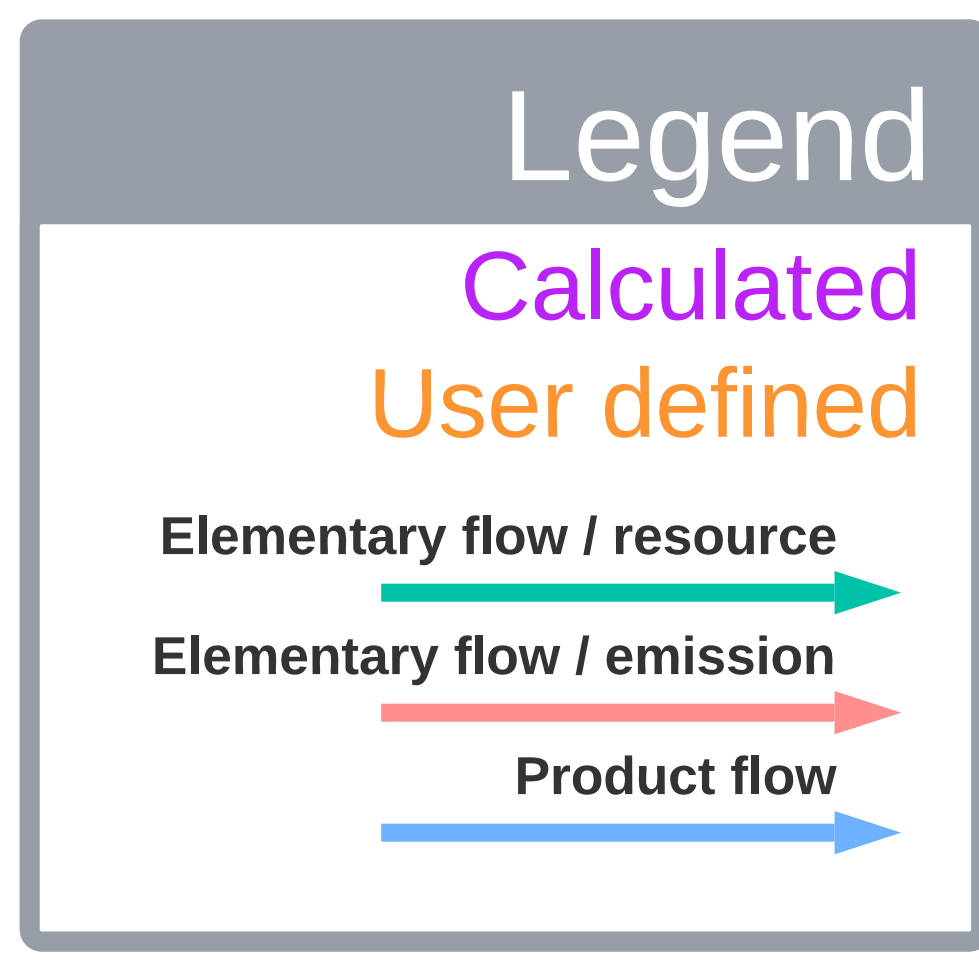 Legend
Calculated
User defined
Elementary flow / resource
Elementary flow / emission
Product flow